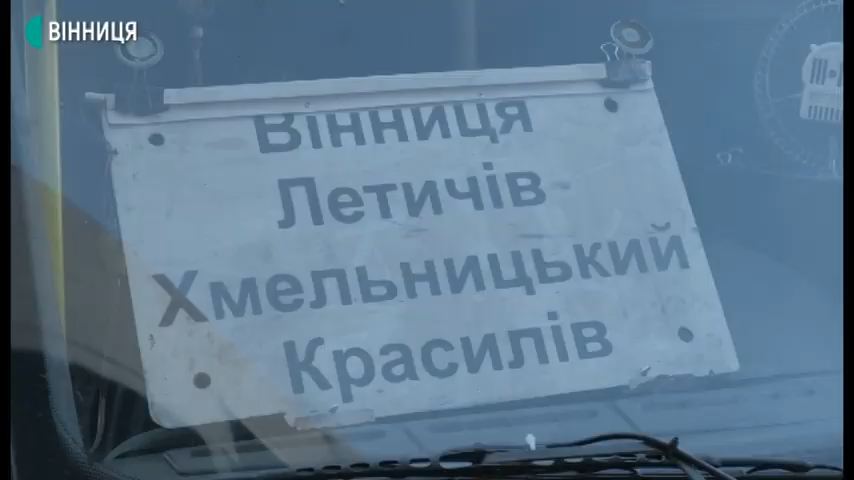 ВІННИЦЯ
Вінниця
Летичів
Хмельницький
Красилів